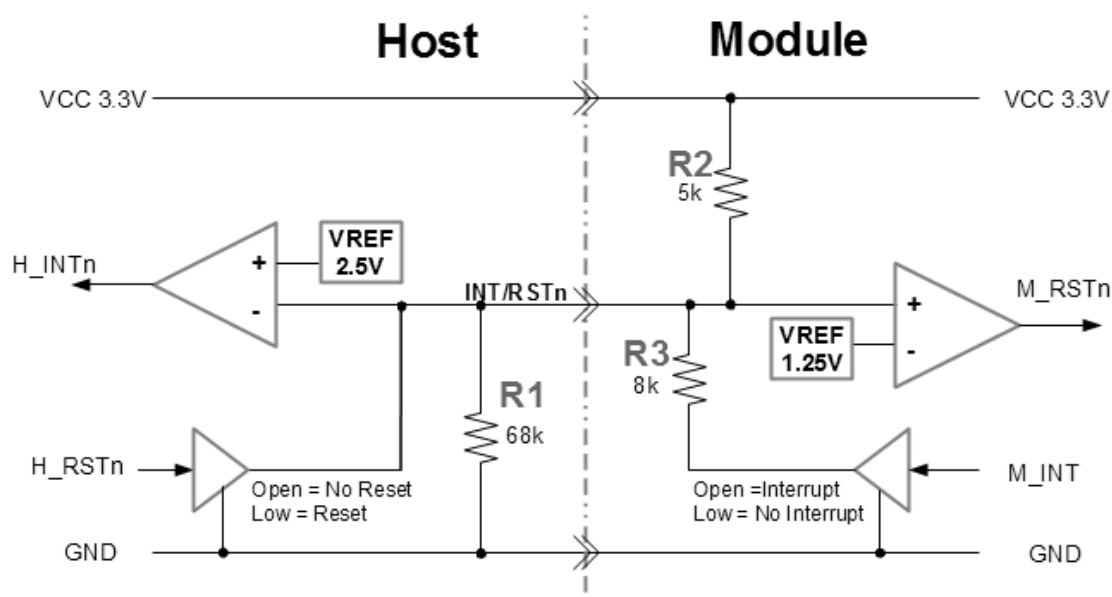 Host
Module
VCC 3.3V
VCC 3.3V
R2
5k
VREF
2.5V
+
-
H_INTn
INT/RSTn
M_RSTn
+
-
VREF
1.25V
R3
8k
R1
68k
H_RSTn
Open = No Reset
Low = Reset
Open =Interrupt
Low = No Interrupt
M_INT
GND
GND